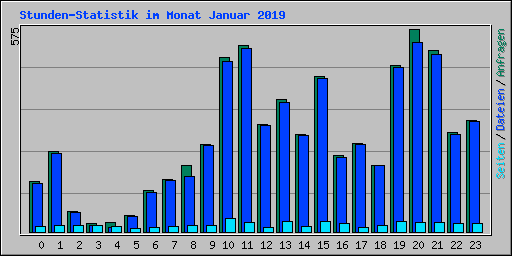 Stunden-Statistik im Monat Januar 2019
575
Seiten / Dateien / Anfragen
0 1 2 3 4 5 6 7 8 9 10 11 12 13 14 15 16 17 18 19 20 21 22 23